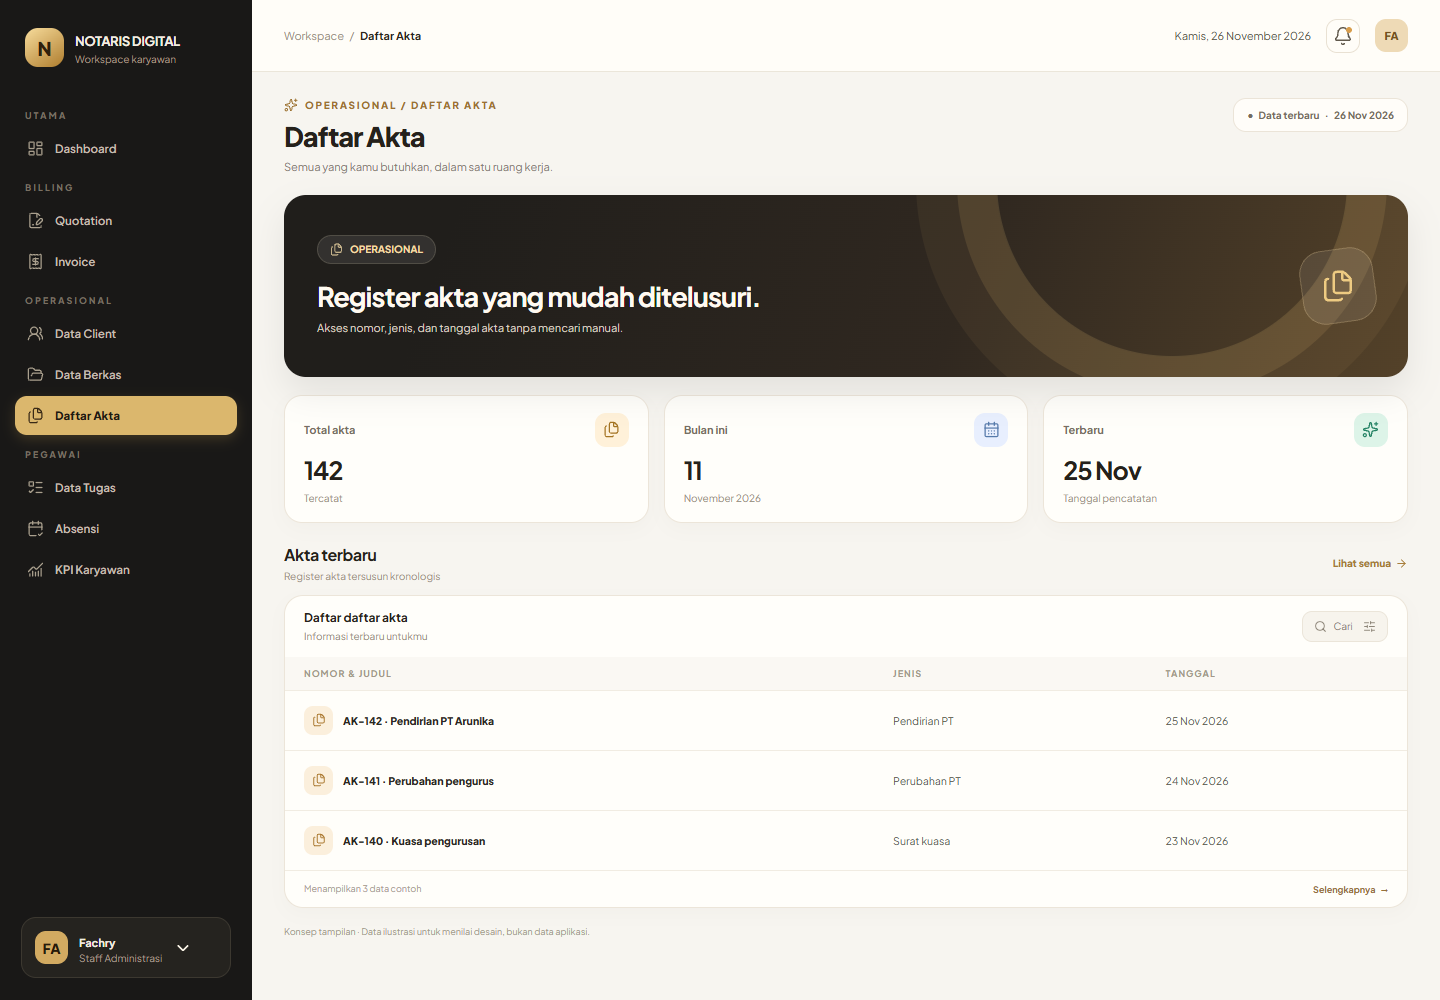 N
NOTARIS DIGITAL
Workspace karyawan
UTAMA
Dashboard
BILLING
Quotation
Invoice
OPERASIONAL
Data Client
Data Berkas
Daftar Akta
PEGAWAI
Data Tugas
Absensi
KPI Karyawan
FA
Fachry
Staff Administrasi
Workspace / Daftar Akta
Kamis, 26 November 2026
FA
OPERASIONAL / DAFTAR AKTA
Daftar Akta
Semua yang kamu butuhkan, dalam satu ruang kerja.
• Data terbaru · 26 Nov 2026
OPERASIONAL
Register akta yang mudah ditelusuri.
Akses nomor, jenis, dan tanggal akta tanpa mencari manual.
Total akta
142
Tercatat
Bulan ini
11
November 2026
Terbaru
25 Nov
Tanggal pencatatan
Akta terbaru
Register akta tersusun kronologis
Lihat semua →
Daftar daftar akta
Informasi terbaru untukmu
Cari
NOMOR & JUDUL JENIS TANGGAL
AK-142 · Pendirian PT Arunika Pendirian PT 25 Nov 2026
AK-141 · Perubahan pengurus Perubahan PT 24 Nov 2026
AK-140 · Kuasa pengurusan Surat kuasa 23 Nov 2026
Menampilkan 3 data contoh
Selengkapnya →
Konsep tampilan · Data ilustrasi untuk menilai desain, bukan data aplikasi.